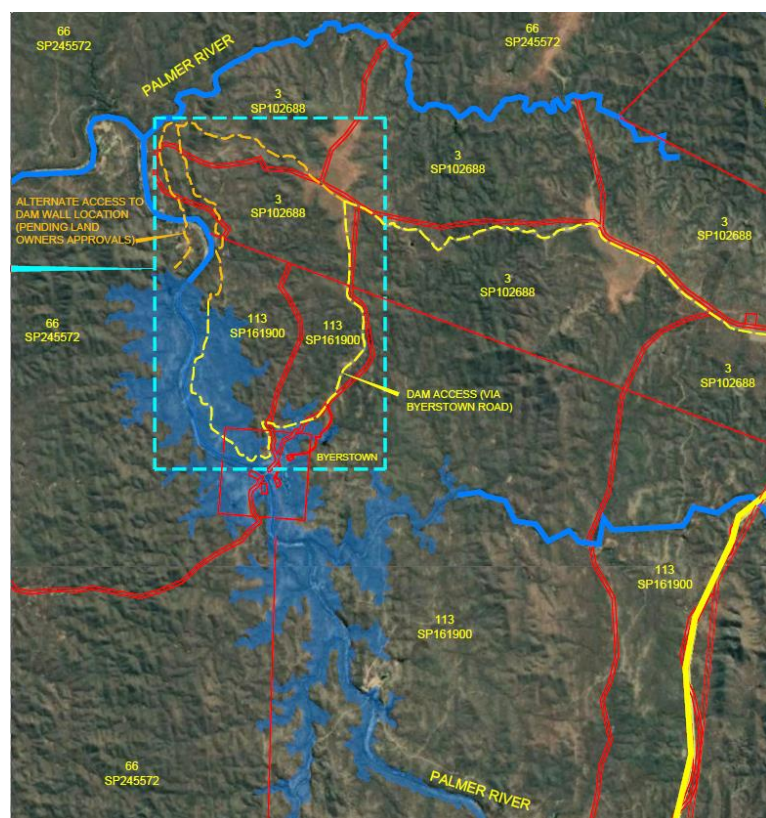 66
SP245572
PALMER RIVER
66
SP245572
3
SP102688
3
SP102688
3
SP102688
ALTERNATE ACCESS TO
DAM WALL LOCATION
(PENDING LAND
OWNERS APPROVALS)
3
SP102688
3
SP102688
66
SP245572
113
SP161900
113
SP161900
3
SP102688
DAM ACCESS (VIA
BYERSTOWN ROAD)
BYERSTOWN
113
SP161900
113
SP161900
66
SP245572
PALMER RIVER